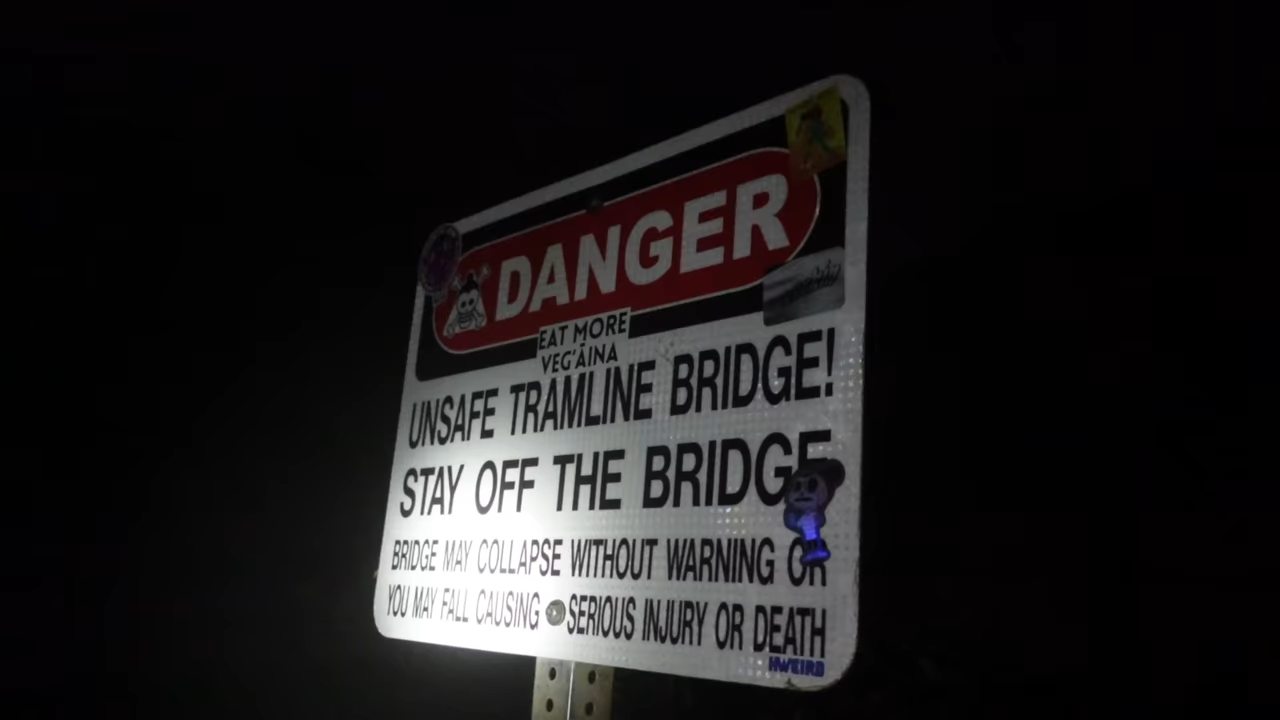 DANGER
EAT MORE
VEG'ĀINA
UNSAFE TRAMLINE BRIDGE!
STAY OFF THE BRIDGE
BRIDGE MAY COLLAPSE WITHOUT WARNING OR
YOU MAY FALL CAUSING SERIOUS INJURY OR DEATH
HWEIRD